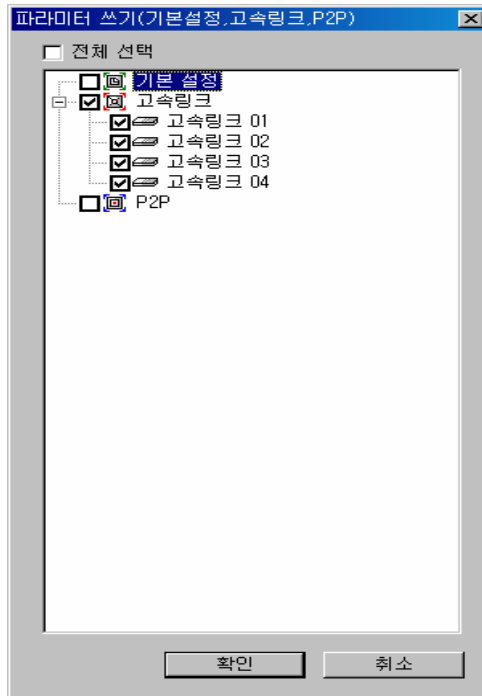 파라미터 쓰기(기본설정,고속링크,P2P)
전체 선택
기본 설정
고속링크
고속링크 01
고속링크 02
고속링크 03
고속링크 04
P2P
확인
취소